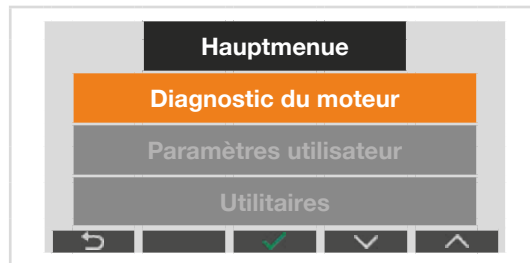 Hauptmenue
Diagnostic du moteur
Paramètres utilisateur
Utilitaires